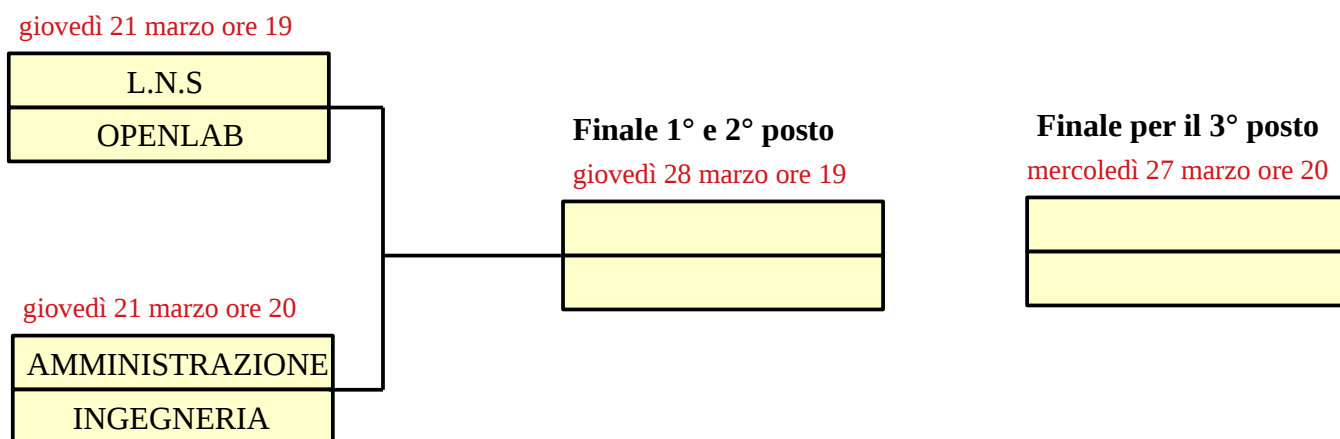 giovedì 21 marzo ore 19
L.N.S
OPENLAB
Finale 1° e 2° posto
giovedì 28 marzo ore 19
Finale per il 3° posto
mercoledì 27 marzo ore 20
giovedì 21 marzo ore 20
AMMINISTRAZIONE
INGEGNERIA